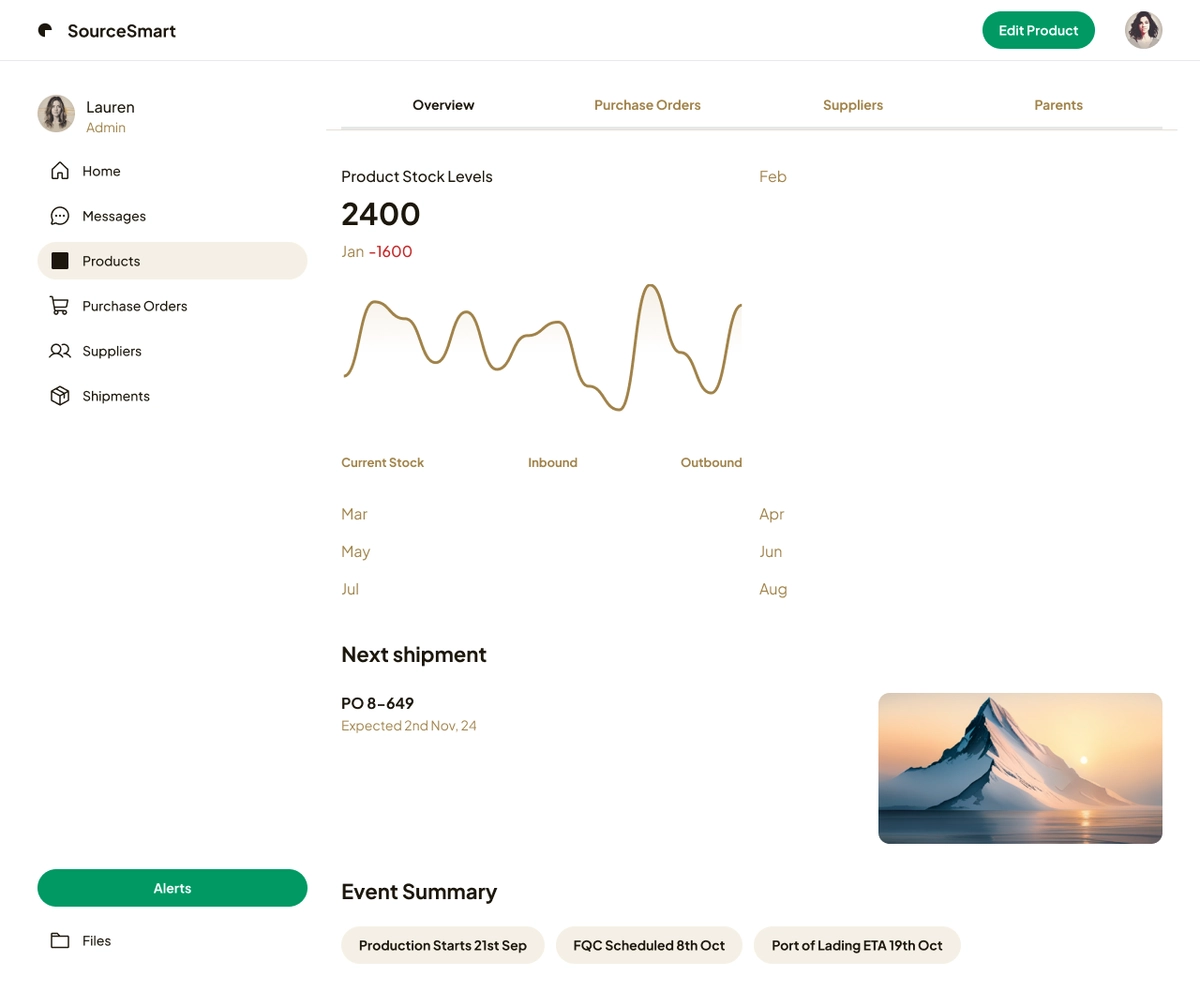 SourceSmart
Edit Product
Lauren
Admin
Home
Messages
Products
Purchase Orders
Suppliers
Shipments
Alerts
Files
Overview
Purchase Orders
Suppliers
Parents
Product Stock Levels
2400
Jan -1600
Feb
Current Stock
Inbound
Outbound
Mar
Apr
May
Jun
Jul
Aug
Next shipment
PO 8-649
Expected 2nd Nov, 24
Event Summary
Production Starts 21st Sep
FQC Scheduled 8th Oct
Port of Lading ETA 19th Oct